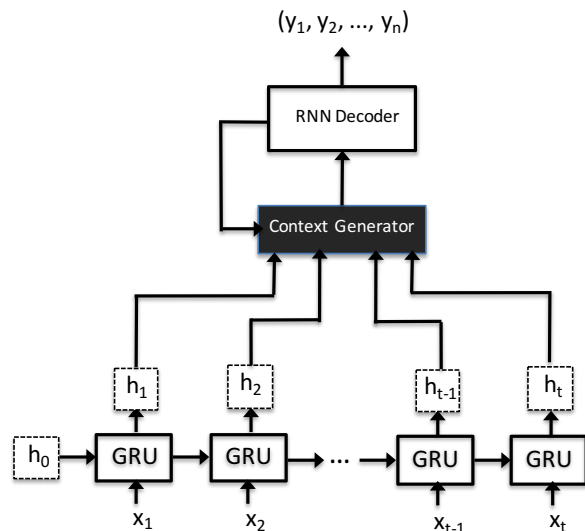 (y₁, y₂, ..., yₙ)
RNN Decoder
Context Generator
h₁ h₂ hₜ₋₁ hₜ
h₀ GRU GRU ... GRU GRU
x₁ x₂ xₜ₋₁ xₜ